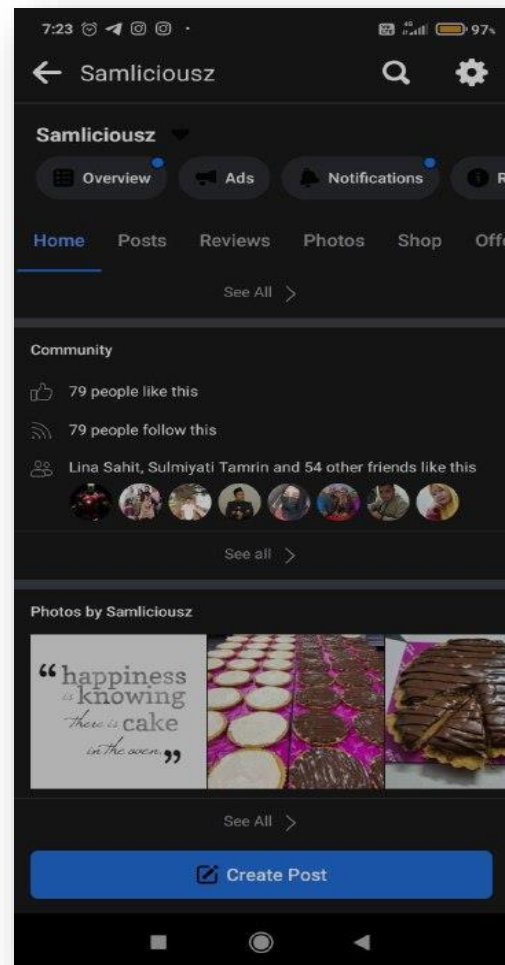 7:23
97%
Samliciousz
Samliciousz
Overview
Ads
Notifications
R
Home
Posts
Reviews
Photos
Shop
Offe
See All
Community
79 people like this
79 people follow this
Lina Sahit, Sulmiyati Tamrin and 54 other friends like this
See all
Photos by Samliciousz
“happiness
is knowing
there is cake
in the oven.”
See All
Create Post